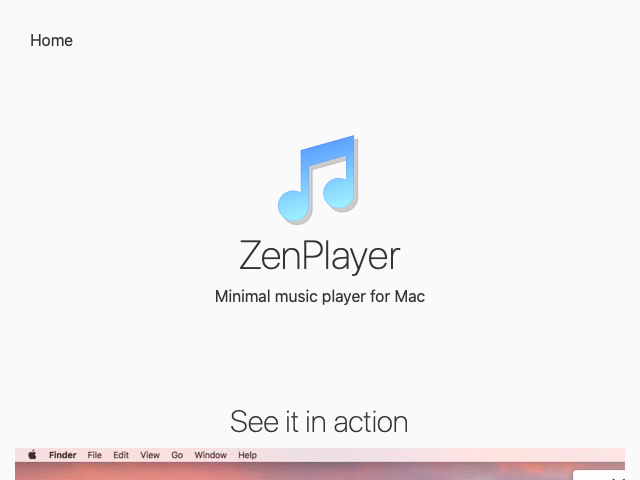 Home
ZenPlayer
Minimal music player for Mac
See it in action
Finder File Edit View Go Window Help